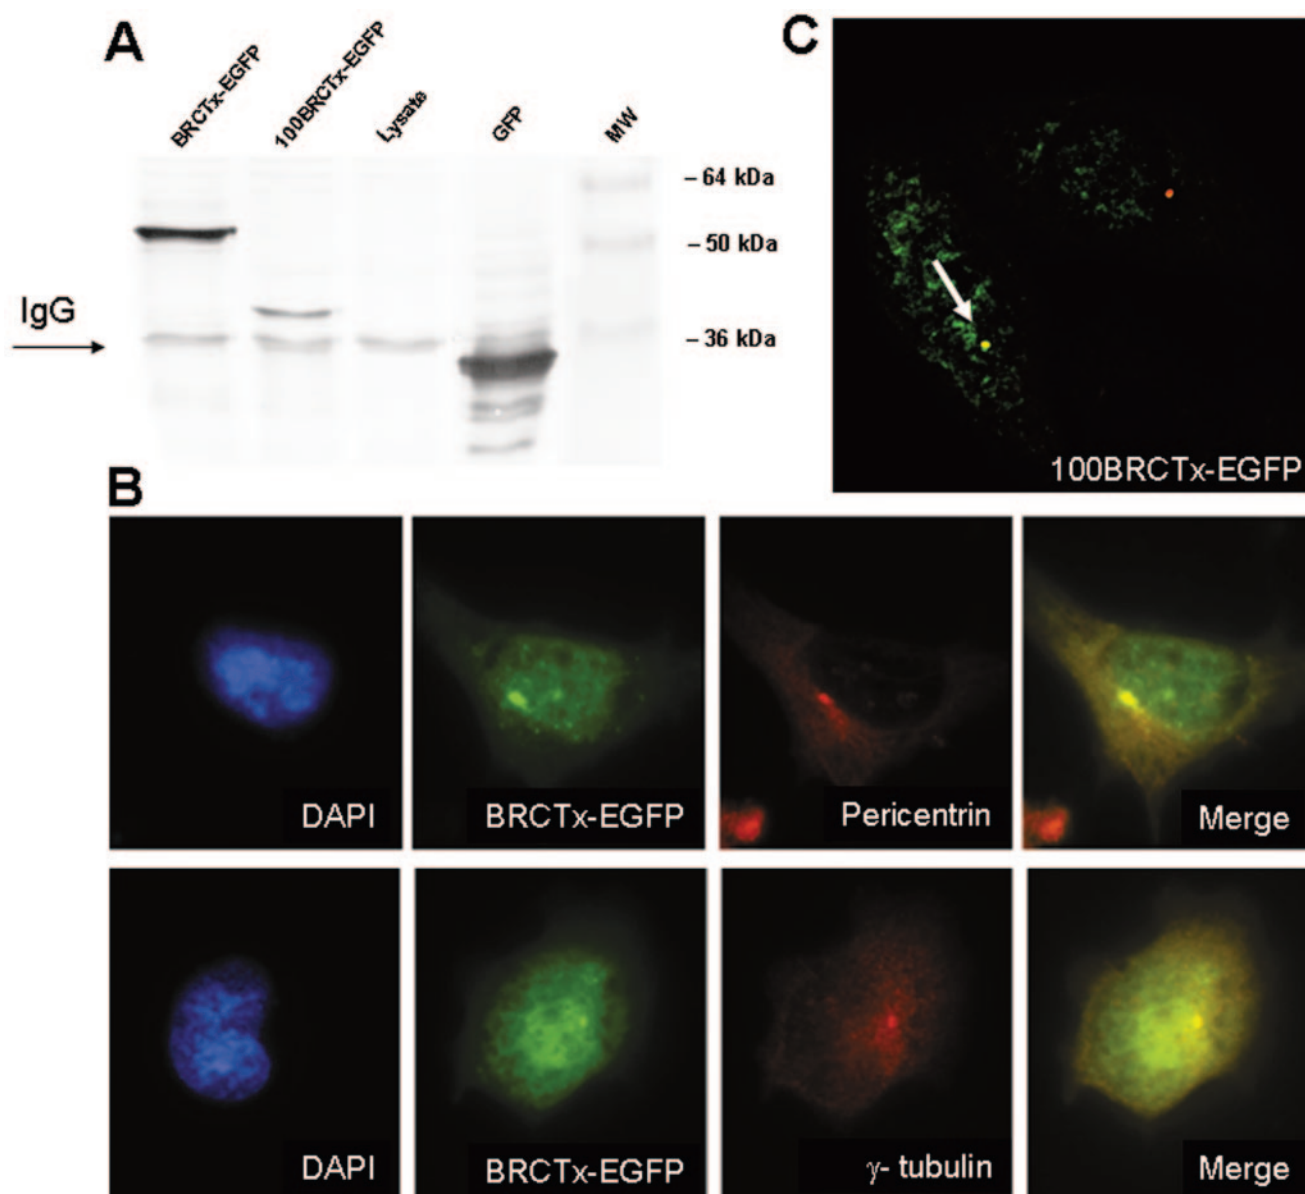 A
BRCTx-EGFP
100BRCTx-EGFP
Lysate
GFP
MW
– 64 kDa
– 50 kDa
IgG
– 36 kDa
C
100BRCTx-EGFP
B
DAPI
BRCTx-EGFP
Pericentrin
Merge
DAPI
BRCTx-EGFP
γ- tubulin
Merge